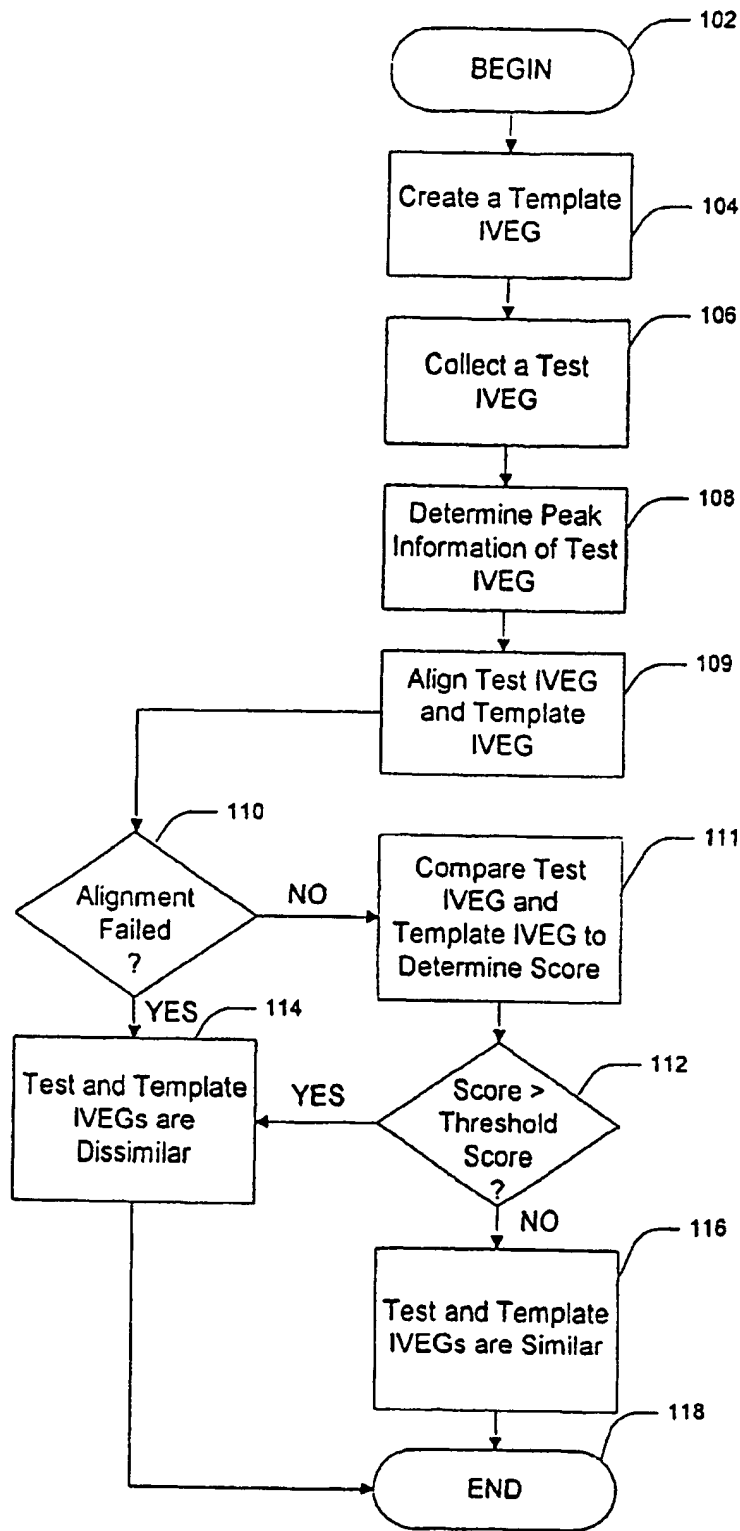 102
BEGIN
Create a Template
IVEG
104
106
Collect a Test
IVEG
108
Determine Peak
Information of Test
IVEG
109
Align Test IVEG
and Template
IVEG
110
Alignment
Failed
?
NO
YES
111
Compare Test
IVEG and
Template IVEG to
Determine Score
114
Test and Template
IVEGs are
Dissimilar
YES
112
Score >
Threshold
Score
?
NO
116
Test and Template
IVEGs are Similar
118
END